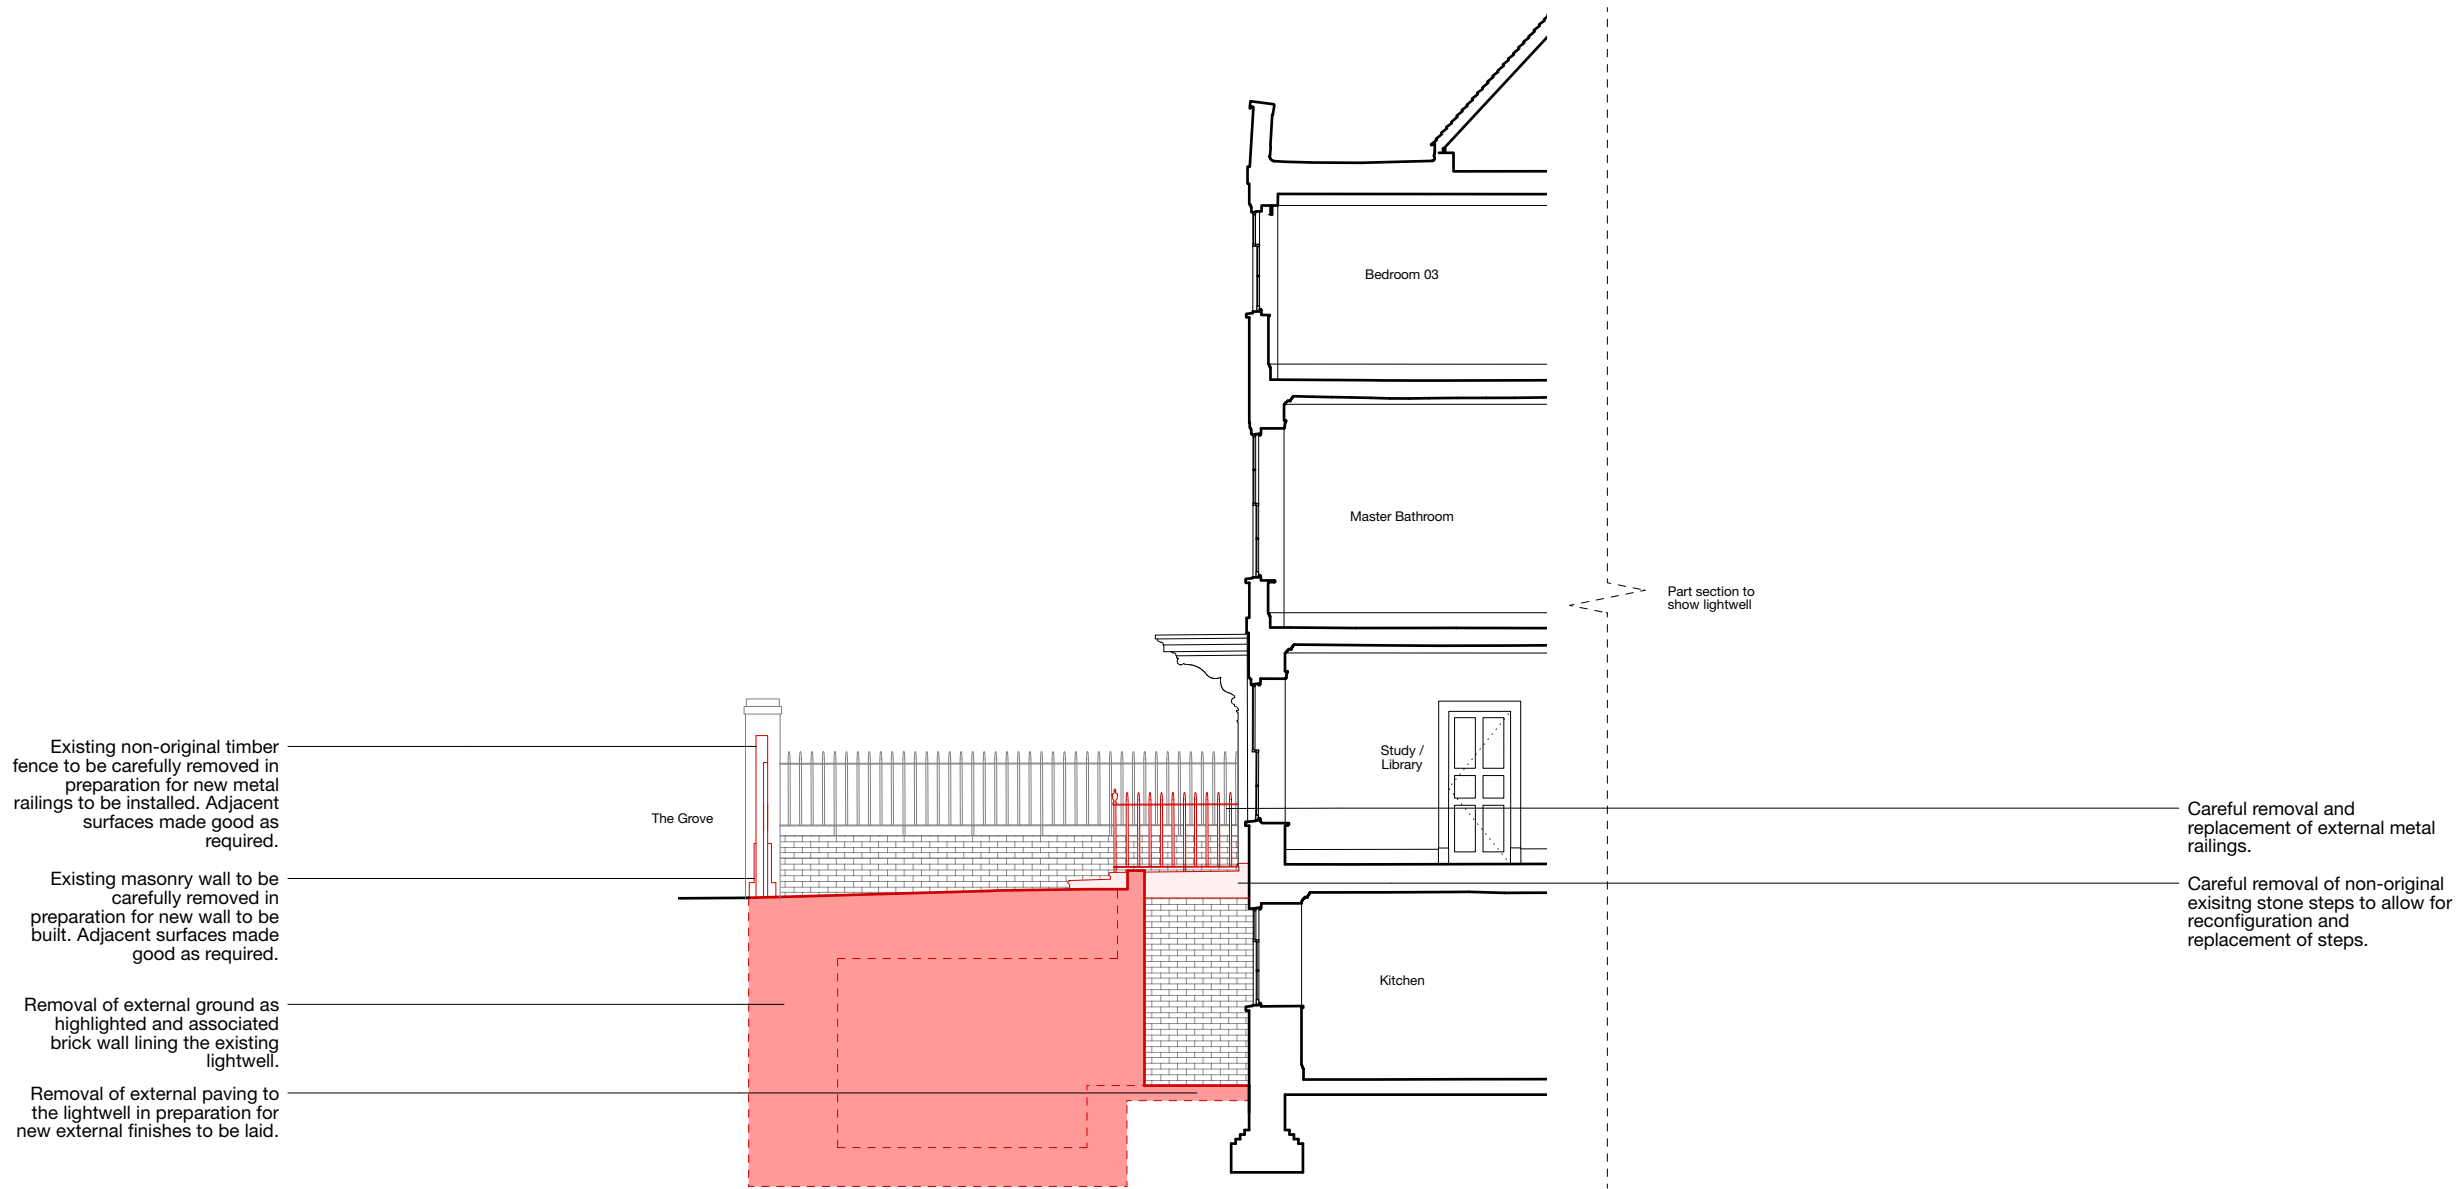 Bedroom 03
Master Bathroom
Part section to
show lightwell
Existing non-original timber
fence to be carefully removed in
preparation for new metal
railings to be installed. Adjacent
surfaces made good as
required.
The Grove
Study /
Library
Careful removal and
replacement of external metal
railings.
Existing masonry wall to be
carefully removed in
preparation for new wall to be
built. Adjacent surfaces made
good as required.
Careful removal of non-original
exisitng stone steps to allow for
reconfiguration and
replacement of steps.
Kitchen
Removal of external ground as
highlighted and associated
brick wall lining the existing
lightwell.
Removal of external paving to
the lightwell in preparation for
new external finishes to be laid.